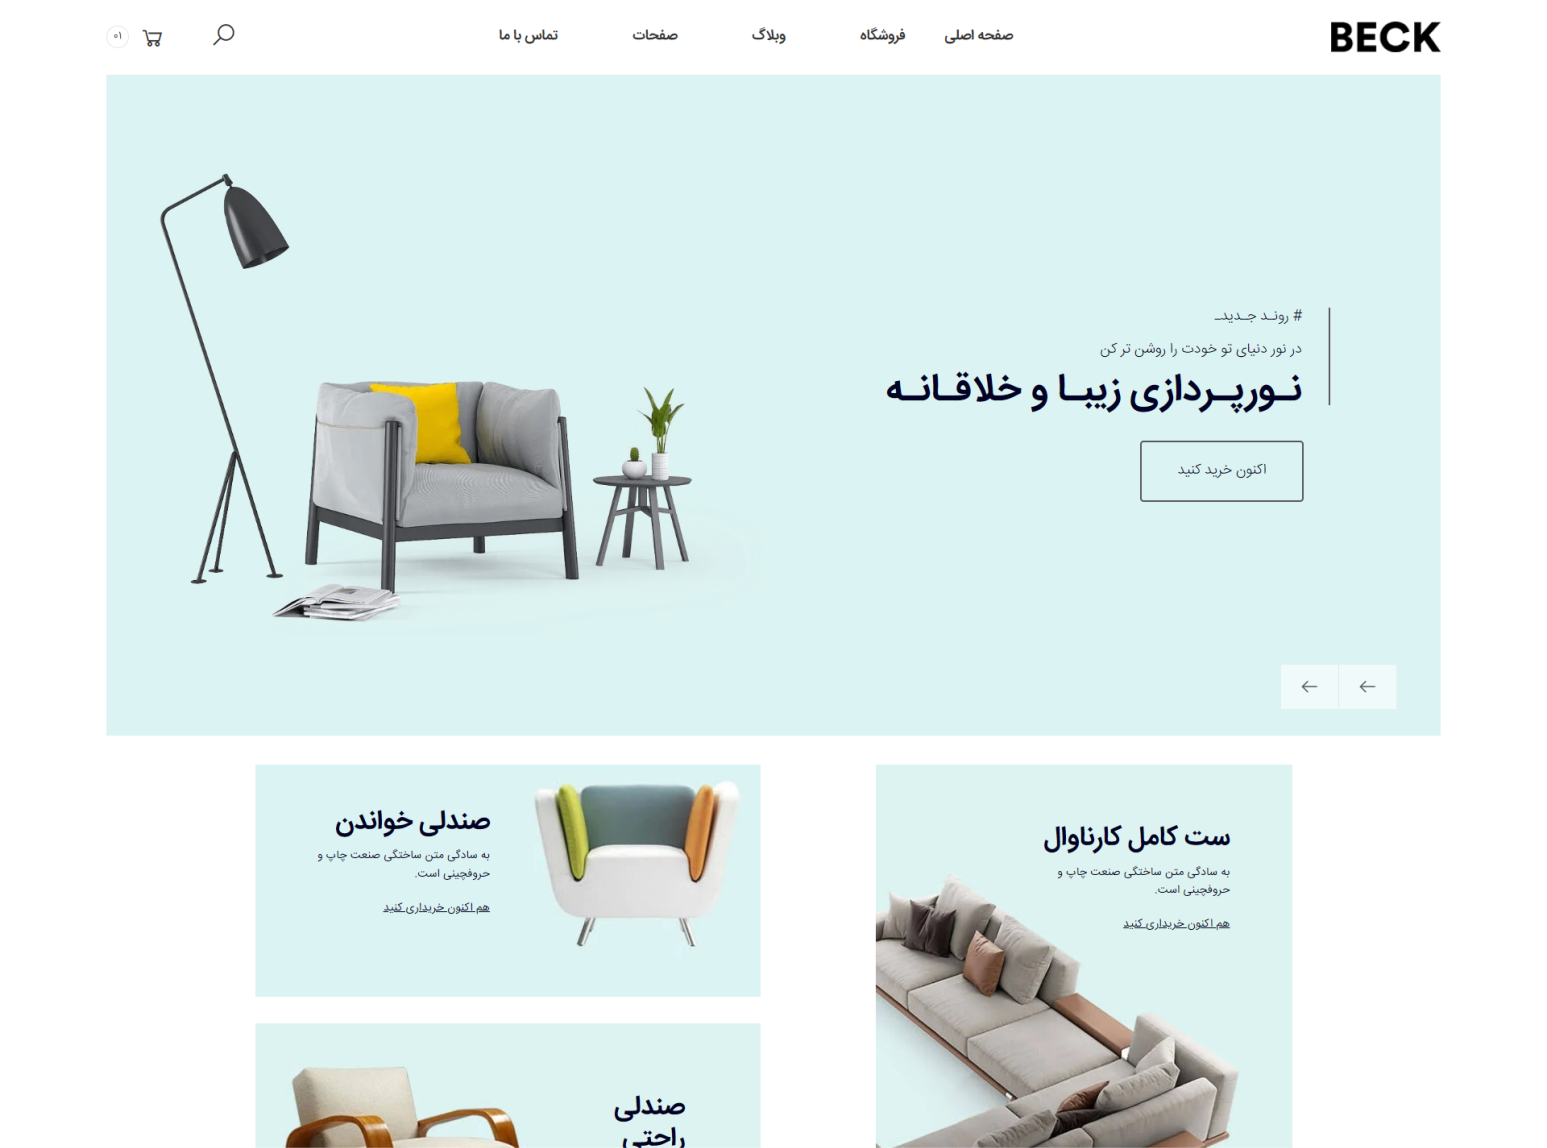 BECK
صفحه اصلی
فروشگاه
وبلاگ
صفحات
تماس با ما
۰۱
# رونـد جـدیدـ
در نور دنیای تو خودت را روشن تر کن
نـورپـردازی زیبـا و خلاقـانـه
اکنون خرید کنید
ست کامل کارناوال
به سادگی متن ساختگی صنعت چاپ و
حروفچینی است.
هم اکنون خریداری کنید
صندلی خواندن
به سادگی متن ساختگی صنعت چاپ و
حروفچینی است.
هم اکنون خریداری کنید
صندلی
راحتی